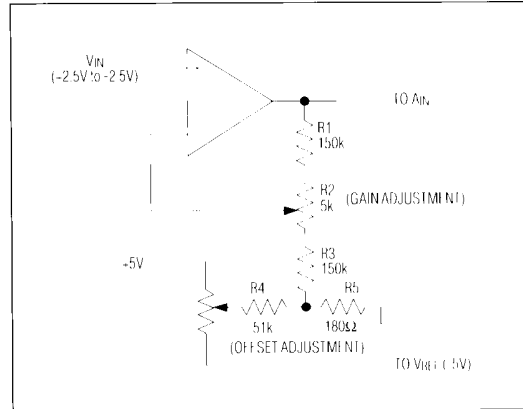 VIN
(+2.5V to -2.5V)
TO AIN
R1
150k
R2
5k
(GAIN ADJUSTMENT)
R3
150k
+5V
R4
51k
R5
180Ω
(OFFSET ADJUSTMENT)
TO VREF (-5V)